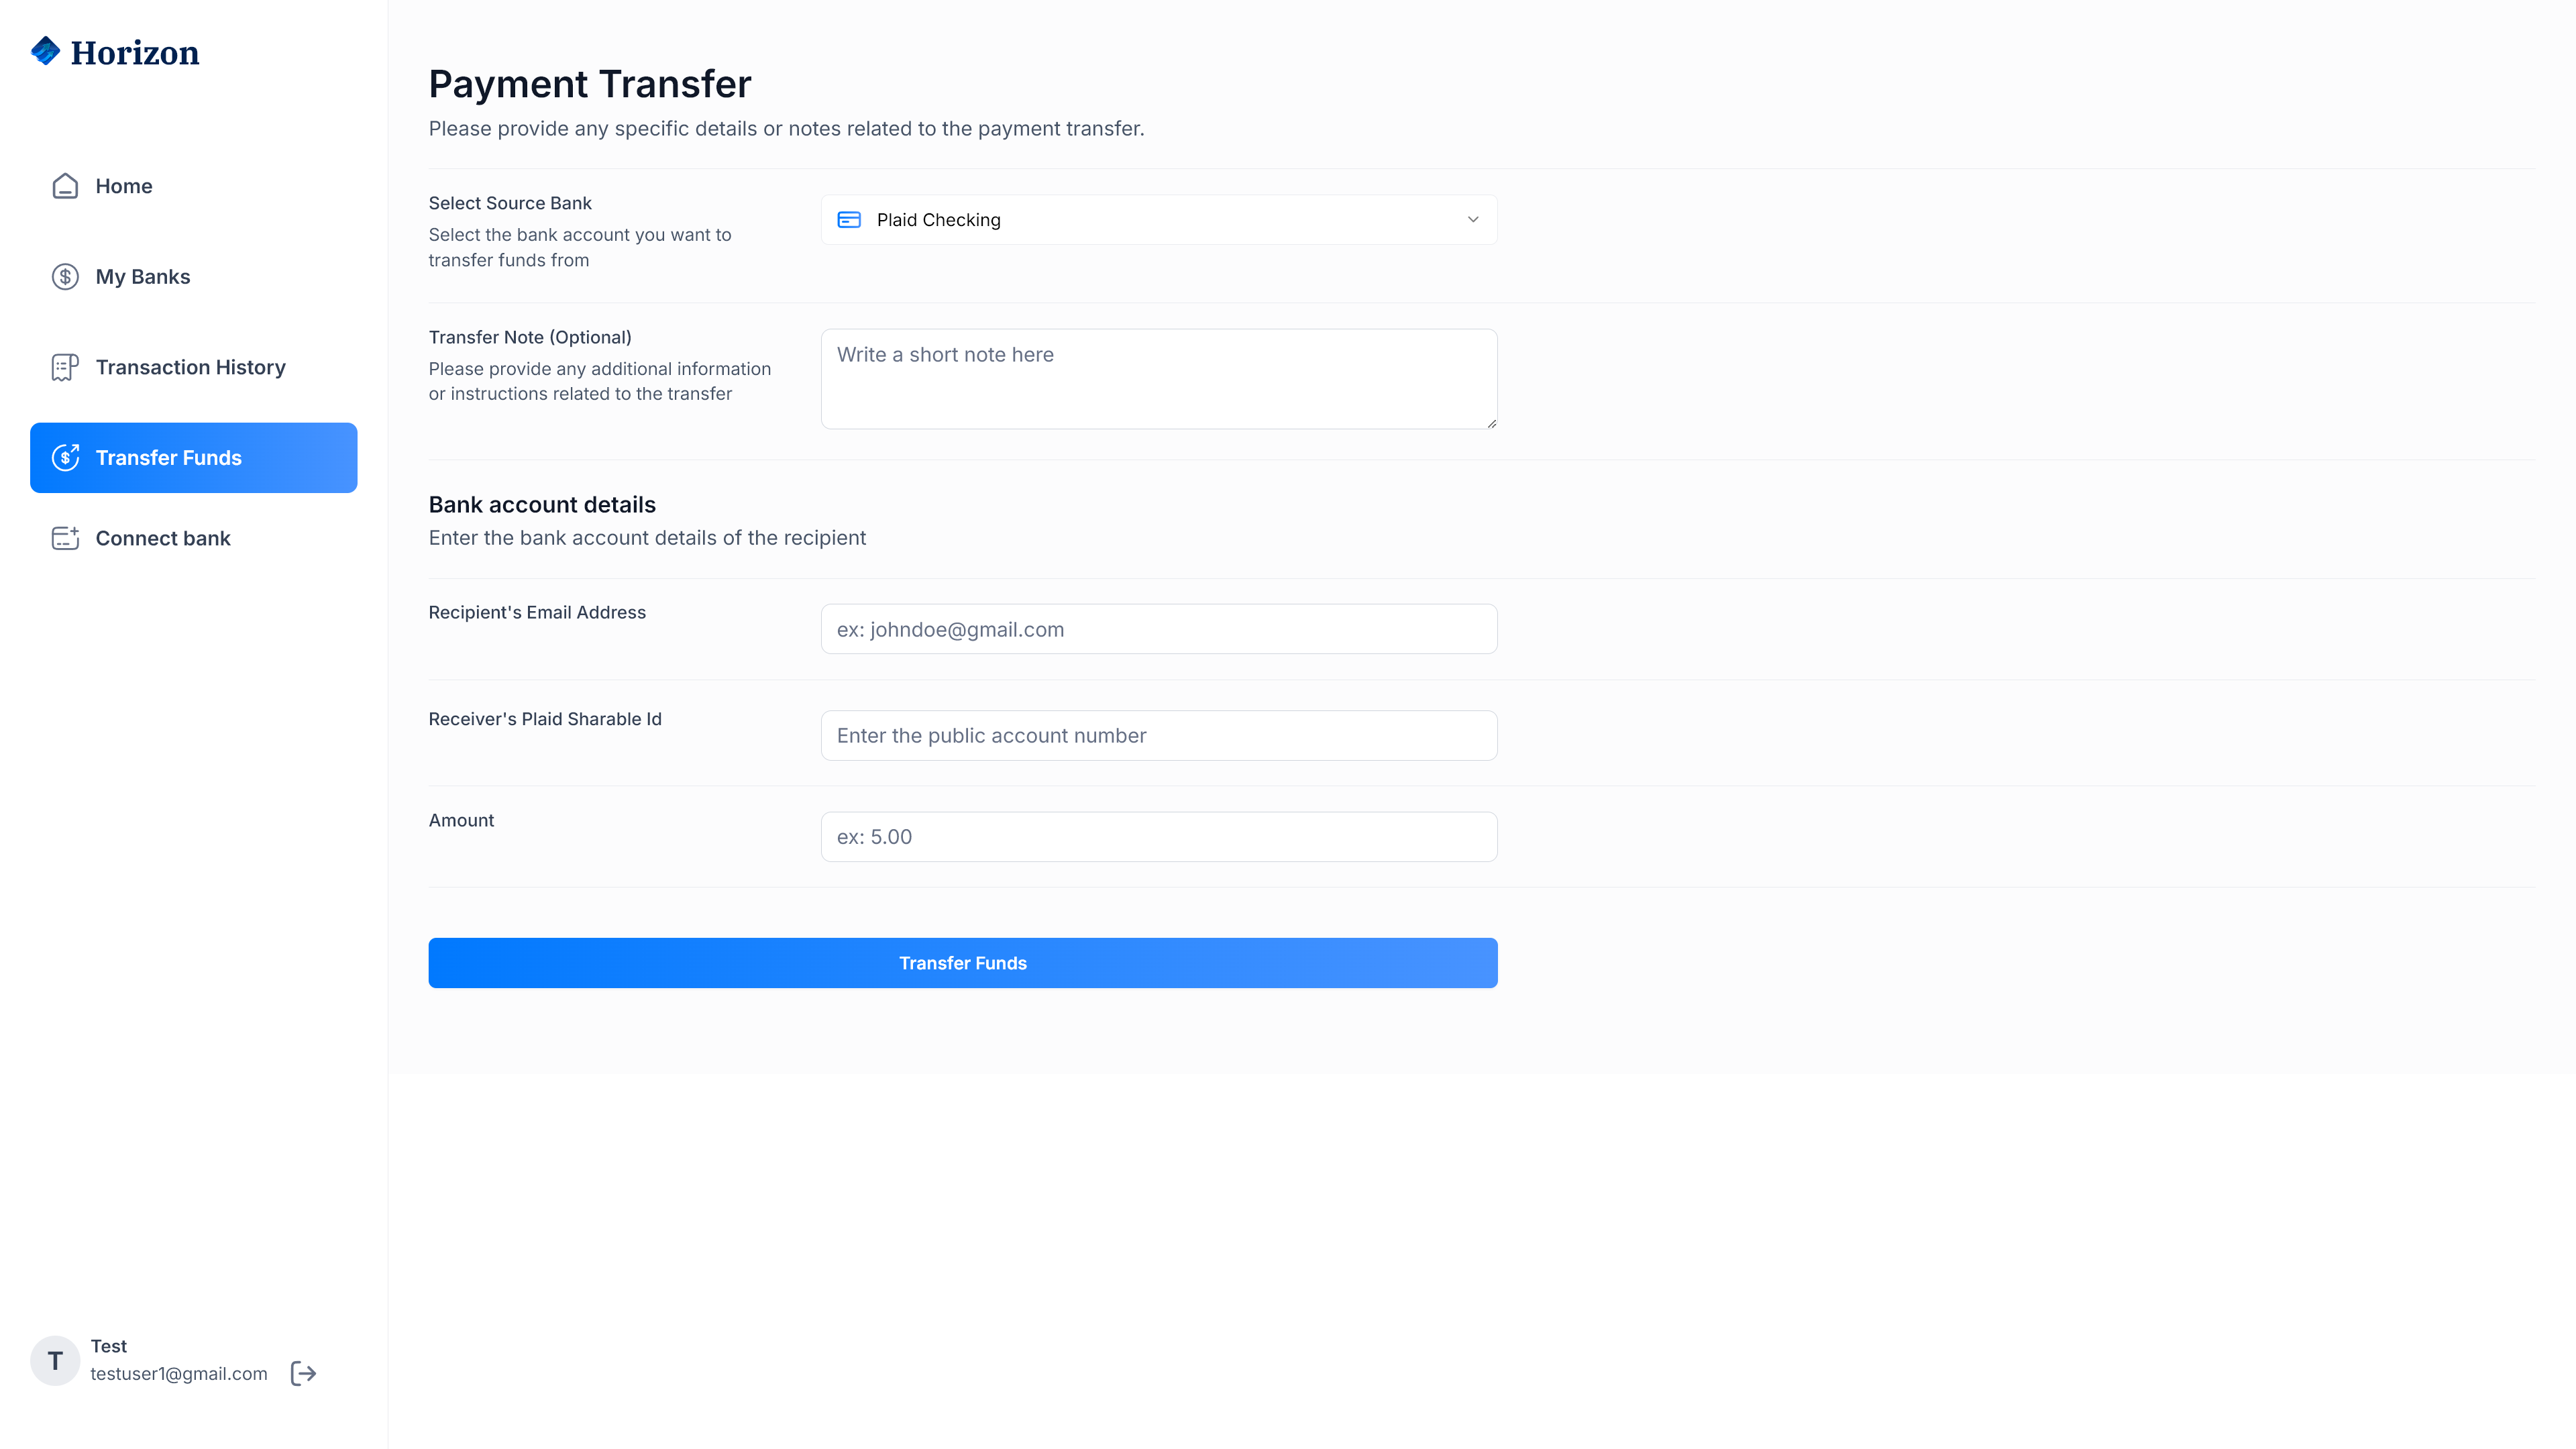 Horizon
Home
My Banks
Transaction History
Transfer Funds
Connect bank
Test
T
testuser1@gmail.com
Payment Transfer
Please provide any specific details or notes related to the payment transfer.
Select Source Bank
Select the bank account you want to
transfer funds from
Plaid Checking
Transfer Note (Optional)
Please provide any additional information
or instructions related to the transfer
Write a short note here
Bank account details
Enter the bank account details of the recipient
Recipient's Email Address
ex: johndoe@gmail.com
Receiver's Plaid Sharable Id
Enter the public account number
Amount
ex: 5.00
Transfer Funds